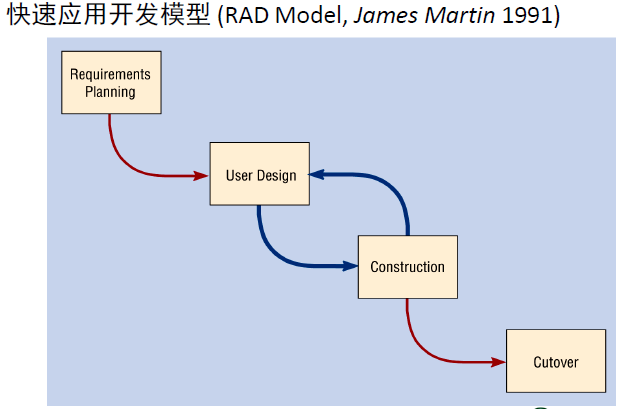 快速应用开发模型 (RAD Model, James Martin 1991)
Requirements
Planning
User Design
Construction
Cutover